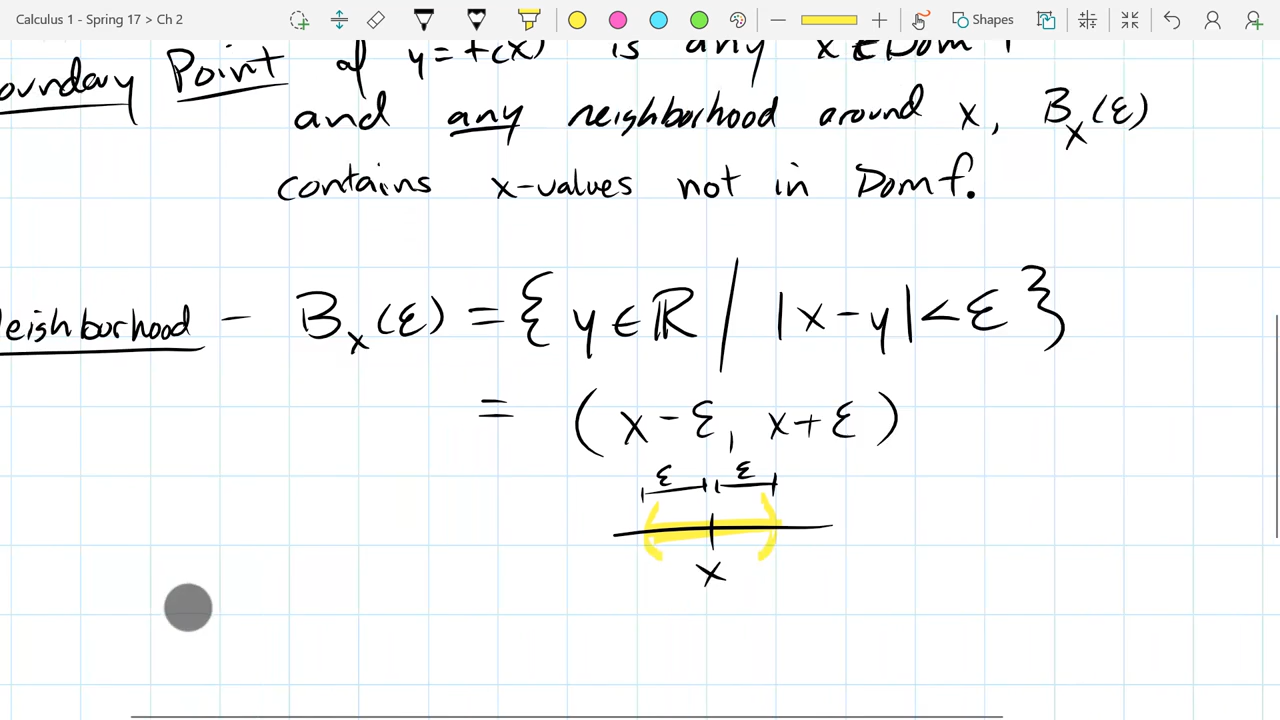 Calculus 1 - Spring 17 > Ch 2
Shapes
oundary Point of y=f(x) is any x∈Dom f
and any neighborhood around x, Bₓ(ε)
contains x-values not in Dom f.
eighborhood - Bₓ(ε) = { y∈ℝ / |x-y|<ε }
= (x-ε, x+ε)
ε ε
x